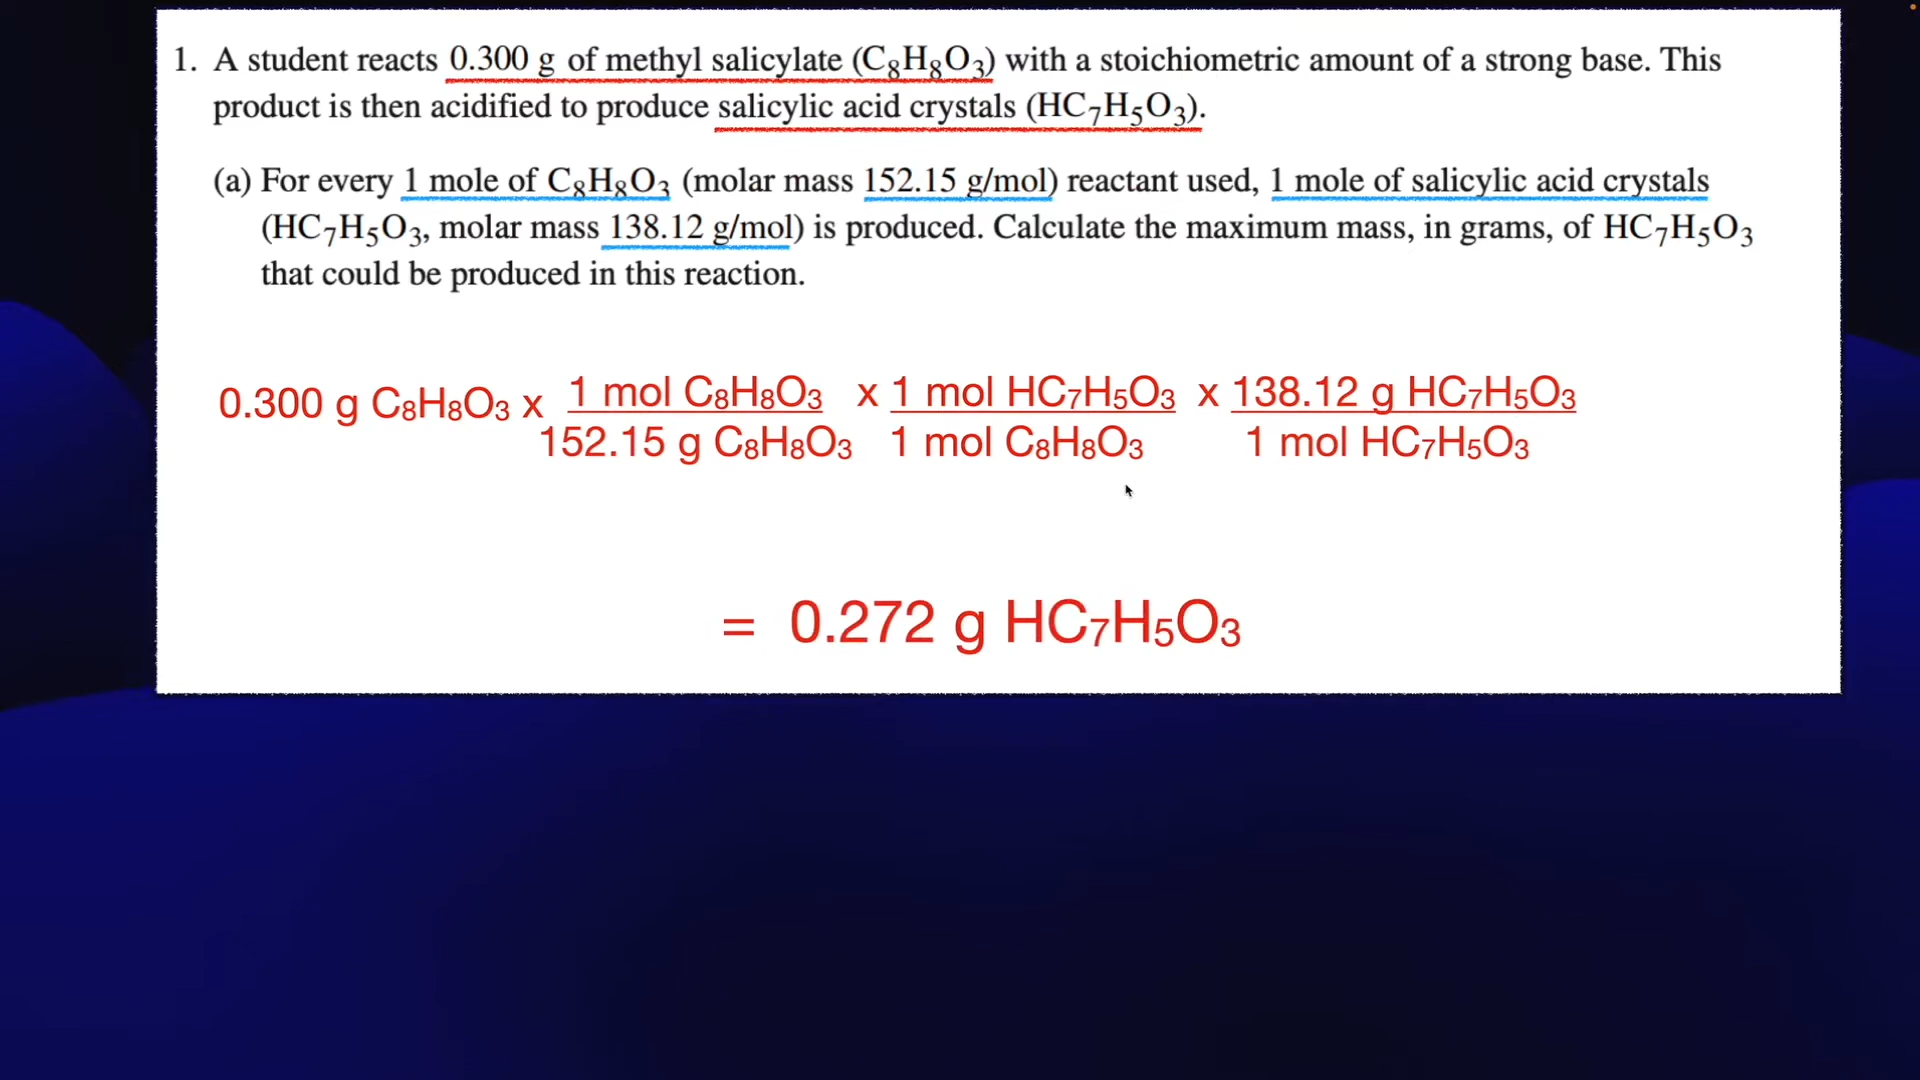 1. A student reacts 0.300 g of methyl salicylate (C₈H₈O₃) with a stoichiometric amount of a strong base. This
product is then acidified to produce salicylic acid crystals (HC₇H₅O₃).
(a) For every 1 mole of C₈H₈O₃ (molar mass 152.15 g/mol) reactant used, 1 mole of salicylic acid crystals
(HC₇H₅O₃, molar mass 138.12 g/mol) is produced. Calculate the maximum mass, in grams, of HC₇H₅O₃
that could be produced in this reaction.
0.300 g C₈H₈O₃ x 1 mol C₈H₈O₃ x 1 mol HC₇H₅O₃ x 138.12 g HC₇H₅O₃
152.15 g C₈H₈O₃ 1 mol C₈H₈O₃ 1 mol HC₇H₅O₃
= 0.272 g HC₇H₅O₃